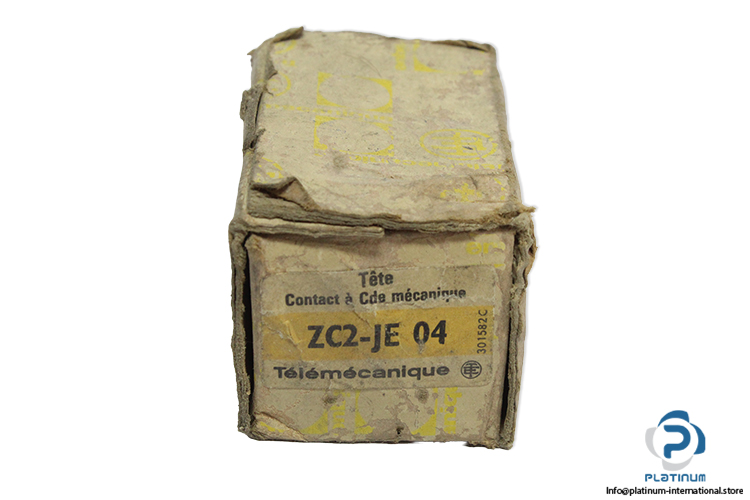 Tête
Contact à Cde mécanique
ZC2-JE 04
301582C
Télémécanique
PLATINUM
Info@platinum-international.store